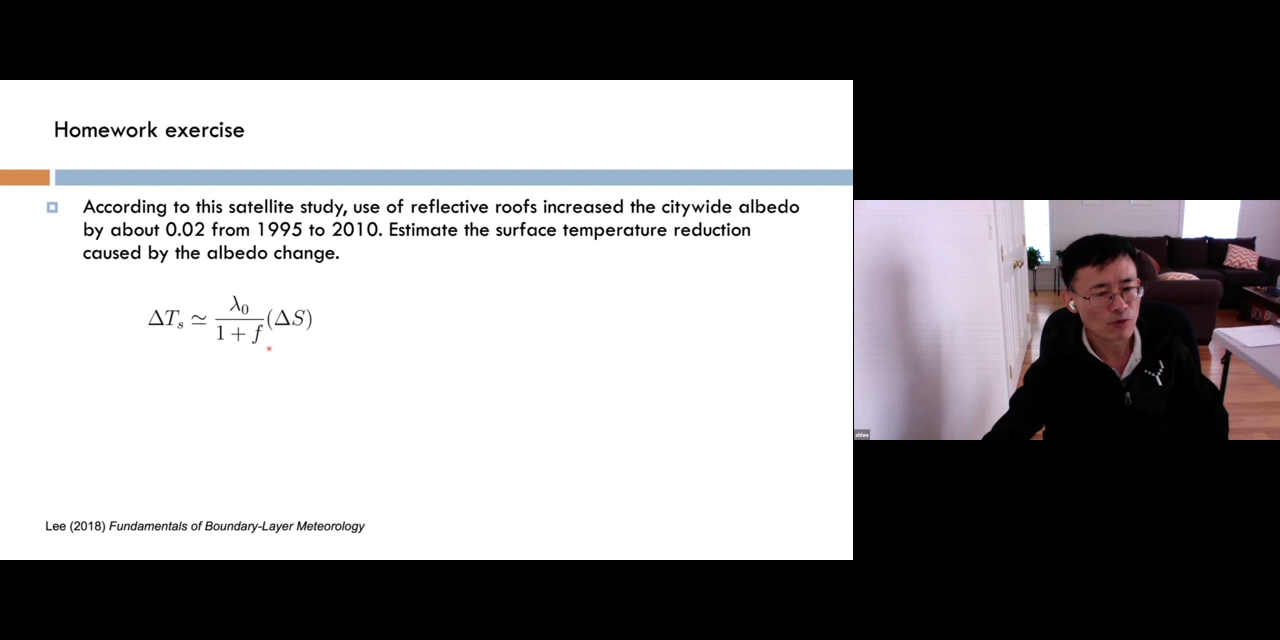 Homework exercise
According to this satellite study, use of reflective roofs increased the citywide albedo
by about 0.02 from 1995 to 2010. Estimate the surface temperature reduction
caused by the albedo change.
ΔTₛ ≃ λ₀/(1 + f) (ΔS)
Lee (2018) Fundamentals of Boundary-Layer Meteorology